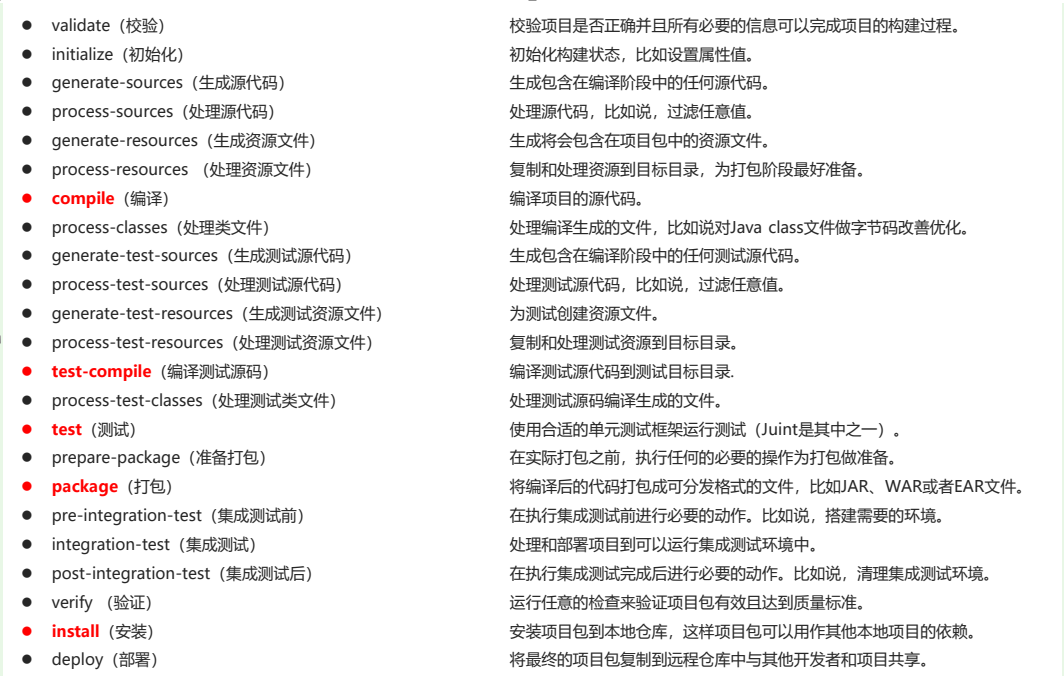 ● validate（校验） 校验项目是否正确并且所有必要的信息可以完成项目的构建过程。
● initialize（初始化） 初始化构建状态，比如设置属性值。
● generate-sources（生成源代码） 生成包含在编译阶段中的任何源代码。
● process-sources（处理源代码） 处理源代码，比如说，过滤任意值。
● generate-resources（生成资源文件） 生成将会包含在项目包中的资源文件。
● process-resources （处理资源文件） 复制和处理资源到目标目录，为打包阶段最好准备。
● compile（编译） 编译项目的源代码。
● process-classes（处理类文件） 处理编译生成的文件，比如说对Java class文件做字节码改善优化。
● generate-test-sources（生成测试源代码） 生成包含在编译阶段中的任何测试源代码。
● process-test-sources（处理测试源代码） 处理测试源代码，比如说，过滤任意值。
● generate-test-resources（生成测试资源文件） 为测试创建资源文件。
● process-test-resources（处理测试资源文件） 复制和处理测试资源到目标目录。
● test-compile（编译测试源码） 编译测试源代码到测试目标目录.
● process-test-classes（处理测试类文件） 处理测试源码编译生成的文件。
● test（测试） 使用合适的单元测试框架运行测试（Juint是其中之一）。
● prepare-package（准备打包） 在实际打包之前，执行任何的必要的操作为打包做准备。
● package（打包） 将编译后的代码打包成可分发格式的文件，比如JAR、WAR或者EAR文件。
● pre-integration-test（集成测试前） 在执行集成测试前进行必要的动作。比如说，搭建需要的环境。
● integration-test（集成测试） 处理和部署项目到可以运行集成测试环境中。
● post-integration-test（集成测试后） 在执行集成测试完成后进行必要的动作。比如说，清理集成测试环境。
● verify （验证） 运行任意的检查来验证项目包有效且达到质量标准。
● install（安装） 安装项目包到本地仓库，这样项目包可以用作其他本地项目的依赖。
● deploy（部署） 将最终的项目包复制到远程仓库中与其他开发者和项目共享。